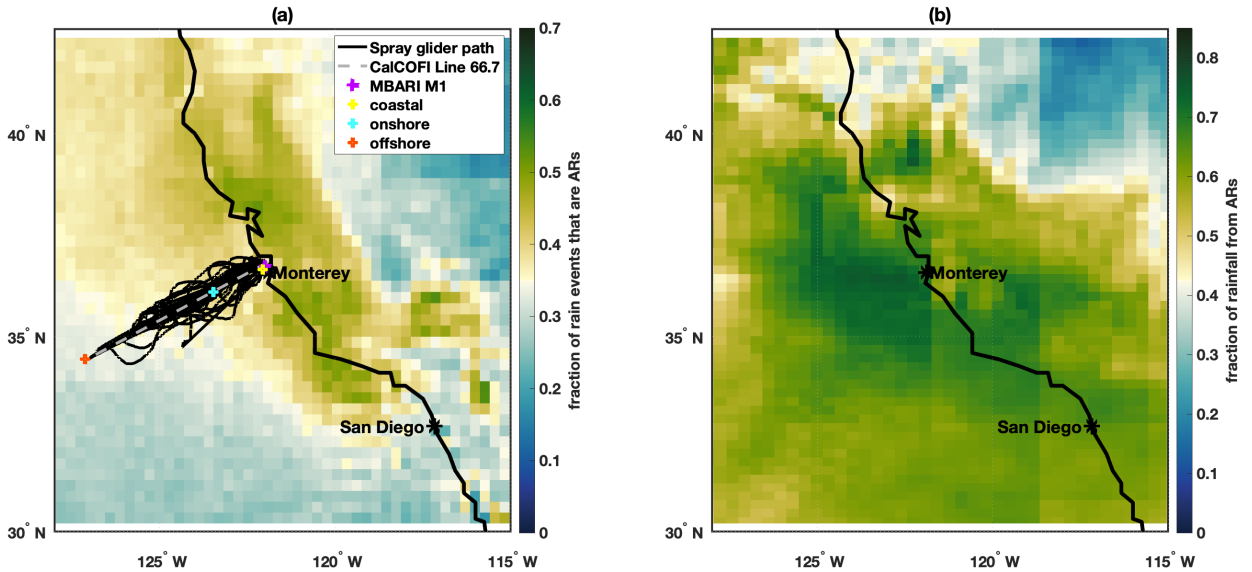 (a)
Spray glider path
CalCOFI Line 66.7
MBARI M1
coastal
onshore
offshore
Monterey
San Diego
40° N
35° N
30° N
125° W
120° W
115° W
0.7
0.6
0.5
0.4
0.3
0.2
0.1
0
fraction of rain events that are ARs
(b)
Monterey
San Diego
40° N
35° N
30° N
125° W
120° W
115° W
0.8
0.7
0.6
0.5
0.4
0.3
0.2
0.1
0
fraction of rainfall from ARs